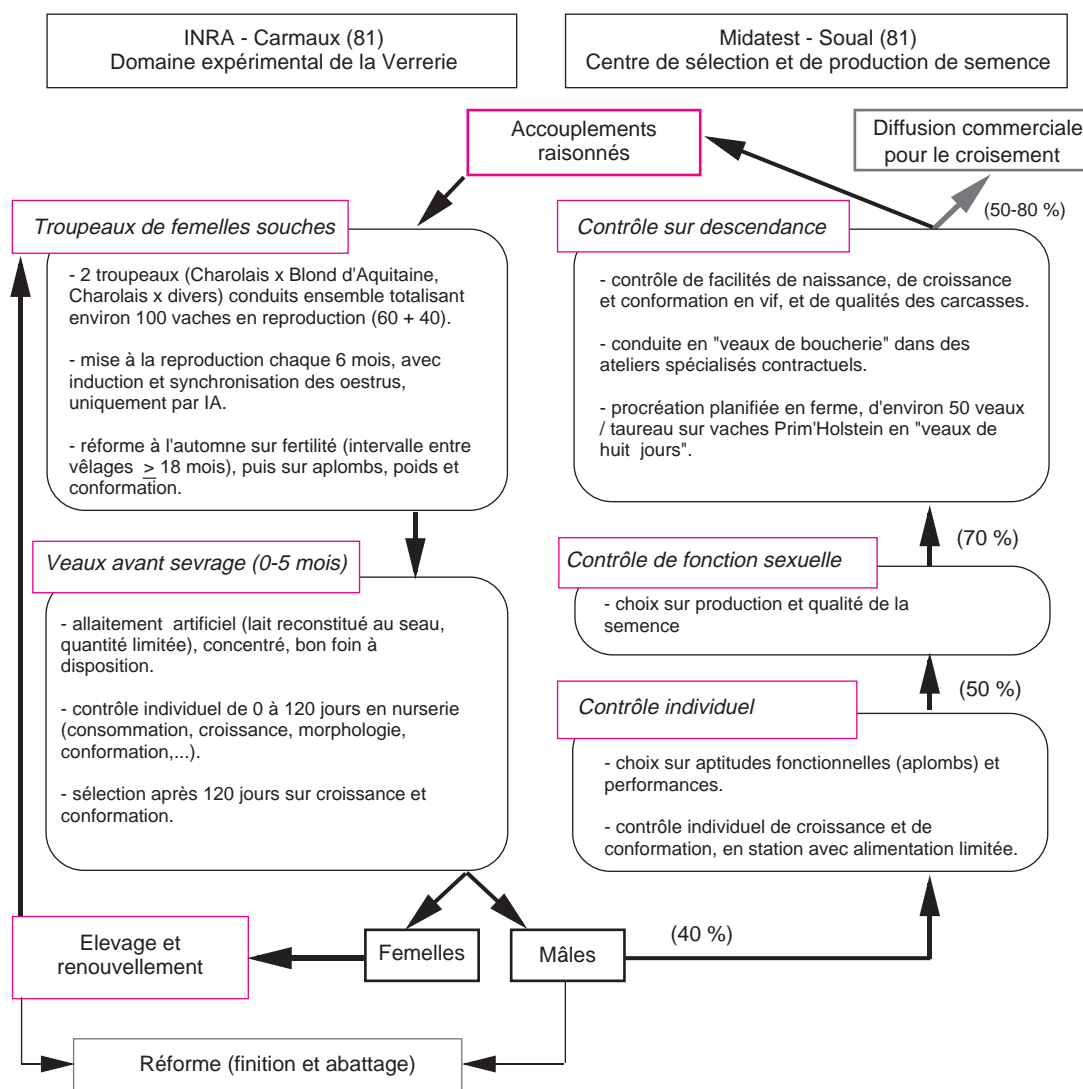 INRA - Carmaux (81)
Domaine expérimental de la Verrerie
Midatest - Soual (81)
Centre de sélection et de production de semence
Accouplements
raisonnés
Diffusion commerciale
pour le croisement
(50-80 %)
Troupeaux de femelles souches
- 2 troupeaux (Charolais x Blond d'Aquitaine,
Charolais x divers) conduits ensemble totalisant
environ 100 vaches en reproduction (60 + 40).
- mise à la reproduction chaque 6 mois, avec
induction et synchronisation des oestrus,
uniquement par IA.
- réforme à l'automne sur fertilité (intervalle entre
vêlages ≥ 18 mois), puis sur aplombs, poids et
conformation.
Contrôle sur descendance
- contrôle de facilités de naissance, de croissance
et conformation en vif, et de qualités des carcasses.
- conduite en "veaux de boucherie" dans des
ateliers spécialisés contractuels.
- procréation planifiée en ferme, d'environ 50 veaux
/ taureau sur vaches Prim'Holstein en "veaux de
huit jours".
(70 %)
Veaux avant sevrage (0-5 mois)
- allaitement artificiel (lait reconstitué au seau,
quantité limitée), concentré, bon foin à
disposition.
- contrôle individuel de 0 à 120 jours en nurserie
(consommation, croissance, morphologie,
conformation,...).
- sélection après 120 jours sur croissance et
conformation.
Contrôle de fonction sexuelle
- choix sur production et qualité de la
semence
(50 %)
Contrôle individuel
- choix sur aptitudes fonctionnelles (aplombs) et
performances.
- contrôle individuel de croissance et de
conformation, en station avec alimentation limitée.
Elevage et
renouvellement
Femelles
Mâles
(40 %)
Réforme (finition et abattage)